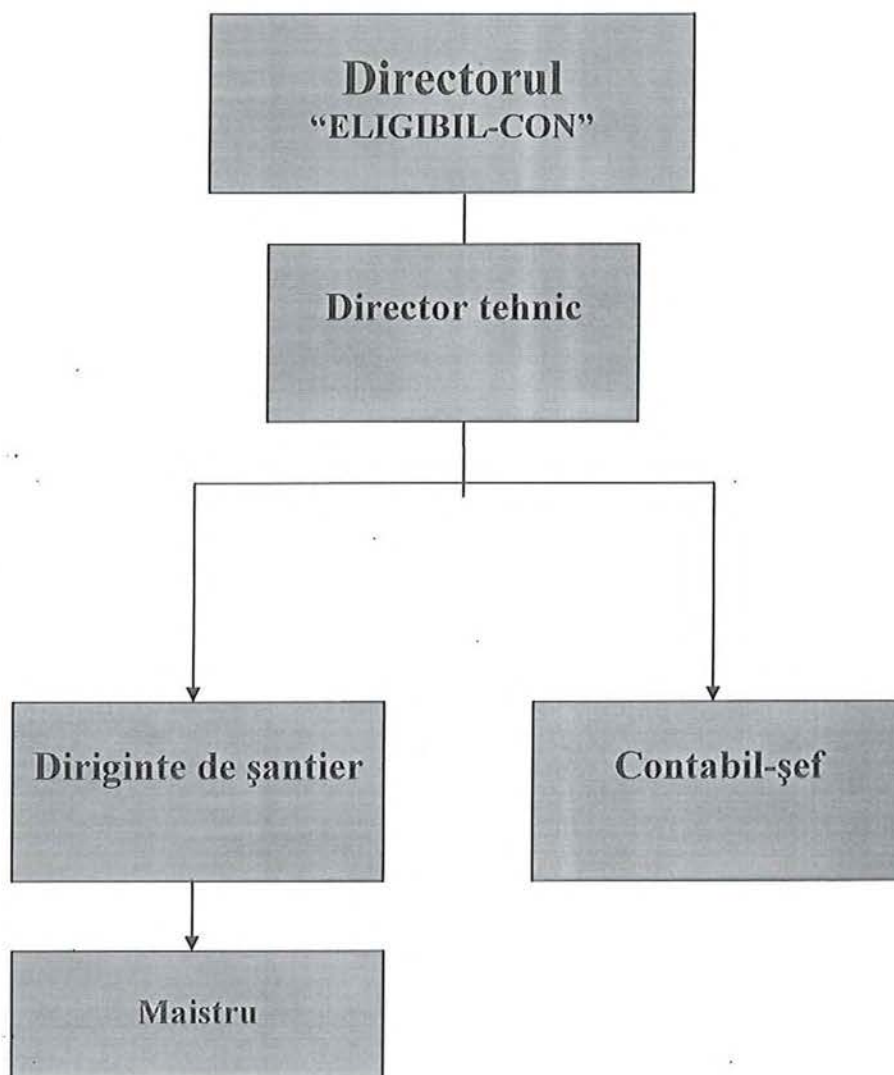 Directorul
“ELIGIBIL-CON”
Director tehnic
Diriginte de şantier
Contabil-şef
Maistru